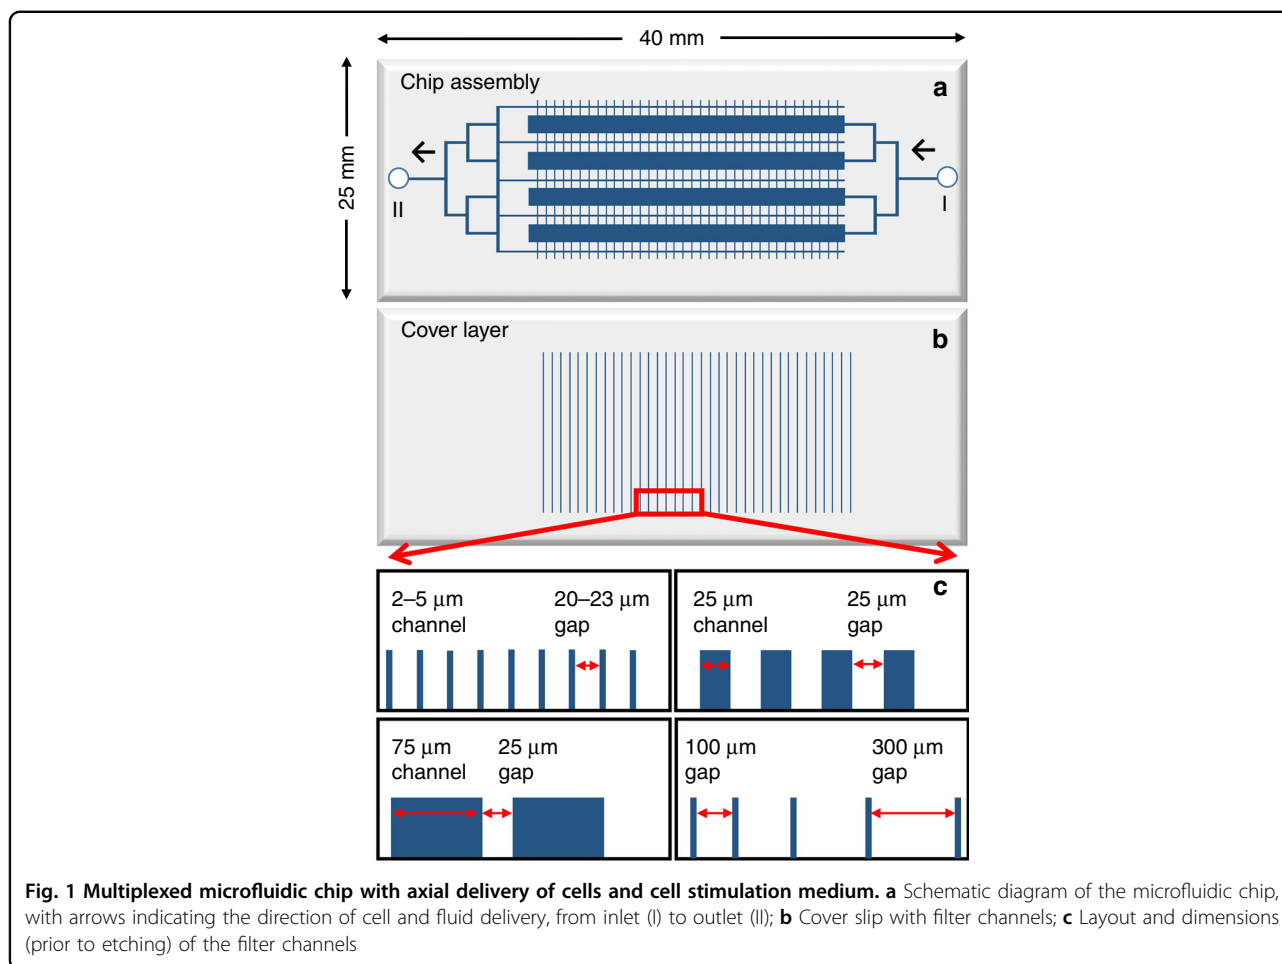 40 mm
Chip assembly
a
25 mm
II
I
Cover layer
b
2–5 μm
channel
20–23 μm
gap
25 μm
channel
25 μm
gap
c
75 μm
channel
25 μm
gap
100 μm
gap
300 μm
gap
Fig. 1 Multiplexed microfluidic chip with axial delivery of cells and cell stimulation medium. a Schematic diagram of the microfluidic chip,
with arrows indicating the direction of cell and fluid delivery, from inlet (I) to outlet (II); b Cover slip with filter channels; c Layout and dimensions
(prior to etching) of the filter channels